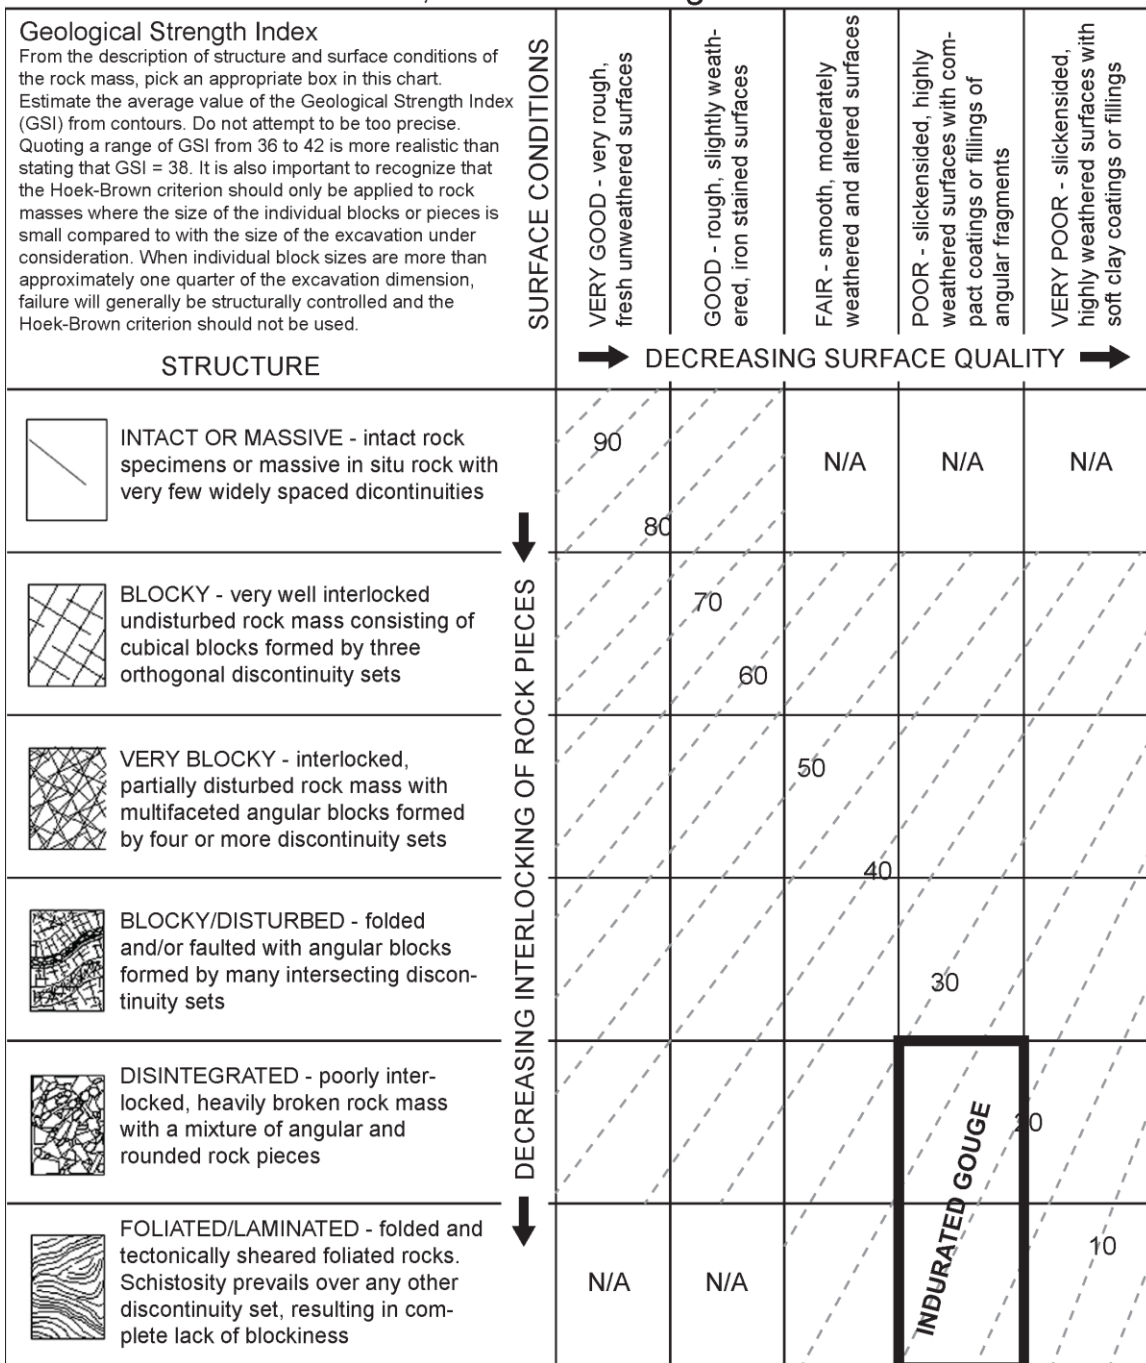 Geological Strength Index
From the description of structure and surface conditions of
the rock mass, pick an appropriate box in this chart.
Estimate the average value of the Geological Strength Index
(GSI) from contours. Do not attempt to be too precise.
Quoting a range of GSI from 36 to 42 is more realistic than
stating that GSI = 38. It is also important to recognize that
the Hoek-Brown criterion should only be applied to rock
masses where the size of the individual blocks or pieces is
small compared to with the size of the excavation under
consideration. When individual block sizes are more than
approximately one quarter of the excavation dimension,
failure will generally be structurally controlled and the
Hoek-Brown criterion should not be used.
STRUCTURE
SURFACE CONDITIONS
VERY GOOD - very rough,
fresh unweathered surfaces
GOOD - rough, slightly weath-
ered, iron stained surfaces
FAIR - smooth, moderately
weathered and altered surfaces
POOR - slickensided, highly
weathered surfaces with com-
pact coatings or fillings of
angular fragments
VERY POOR - slickensided,
highly weathered surfaces with
soft clay coatings or fillings
DECREASING SURFACE QUALITY
DECREASING INTERLOCKING OF ROCK PIECES
INTACT OR MASSIVE - intact rock
specimens or massive in situ rock with
very few widely spaced dicontinuities
90
80
N/A
N/A
N/A
BLOCKY - very well interlocked
undisturbed rock mass consisting of
cubical blocks formed by three
orthogonal discontinuity sets
70
60
VERY BLOCKY - interlocked,
partially disturbed rock mass with
multifaceted angular blocks formed
by four or more discontinuity sets
50
40
BLOCKY/DISTURBED - folded
and/or faulted with angular blocks
formed by many intersecting discon-
tinuity sets
30
DISINTEGRATED - poorly inter-
locked, heavily broken rock mass
with a mixture of angular and
rounded rock pieces
20
INDURATED GOUGE
FOLIATED/LAMINATED - folded and
tectonically sheared foliated rocks.
Schistosity prevails over any other
discontinuity set, resulting in com-
plete lack of blockiness
N/A
N/A
10